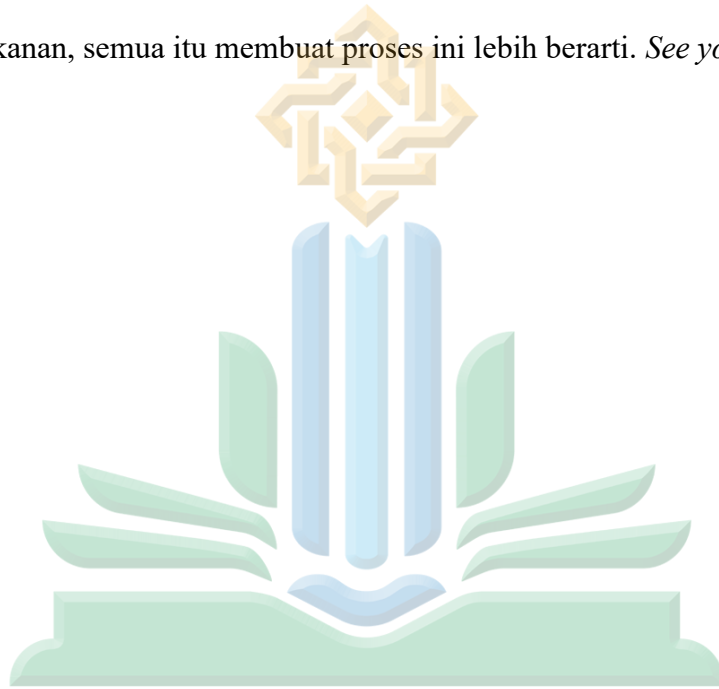 kanan, semua itu membuat proses ini lebih berarti. See yo